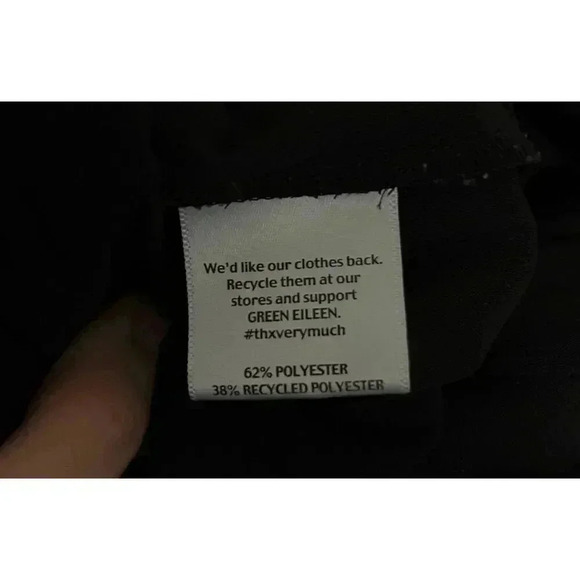 We'd like our clothes back.
Recycle them at our
stores and support
GREEN EILEEN.
#thxverymuch
62% POLYESTER
38% RECYCLED POLYESTER